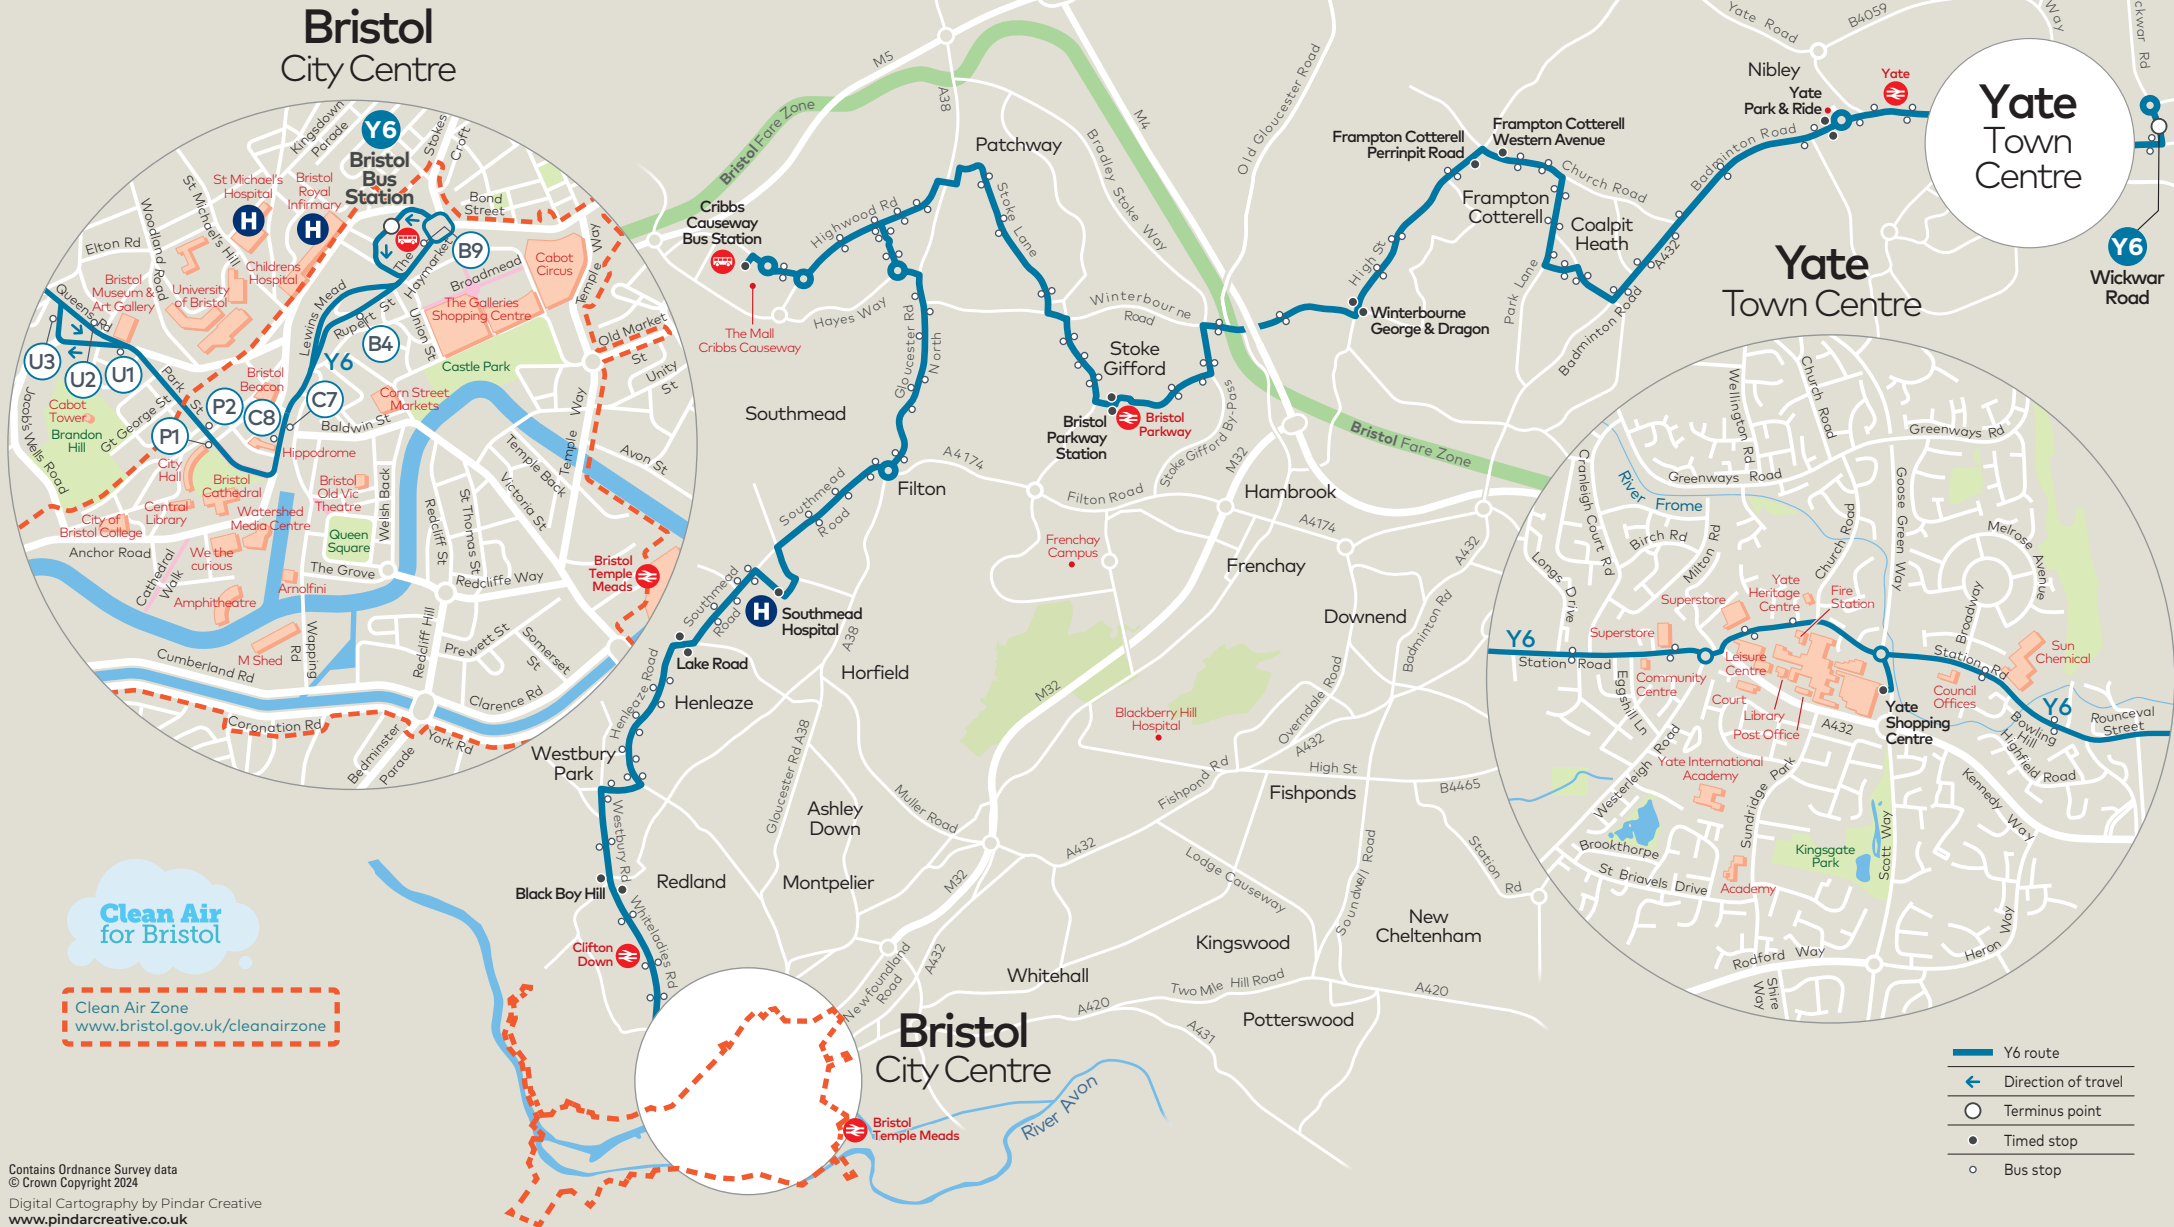 Bristol
City Centre
Y6
Bristol
Bus
Station
Kingsdown
Parade
Stokes
Croft
St Michael's
Hospital
Bristol
Royal
Infirmary
H
H
Bond
Street
St Michael's Hill
Woodland Road
Elton Rd
Bristol
Museum &
Art Gallery
University
of Bristol
Childrens
Hospital
The
Haymarket
B9
Broadmead
Cabot
Circus
Temple Way
Queens Rd
Lewins Mead
Rupert St
Union St
The Galleries
Shopping Centre
Old Market
St
Unity
St
U3
U2
U1
B4
Y6
Castle Park
Park
St
Bristol
Beacon
P2
C8
C7
P1
Corn Street
Markets
Baldwin St
Jacob's Wells Road
Cabot
Tower
Brandon
Hill
Gt George St
City
Hall
Hippodrome
Bristol
Cathedral
Bristol
Old Vic
Theatre
Welsh Back
Temple Way
Temple Back
Victoria St
Avon St
Central
Library
Watershed
Media Centre
City of
Bristol College
Anchor Road
We the
curious
Queen
Square
Redcliff St
St Thomas St
Cathedral
Walk
The Grove
Redcliffe Way
Bristol
Temple
Meads
Arnolfini
Amphitheatre
M Shed
Wapping
Rd
Redcliff Hill
Prewett St
Somerset
St
Cumberland Rd
Clarence Rd
Coronation Rd
York Rd
Bedminster
Parade
M5
A38
M4
Bristol Fare Zone
Patchway
Bradley Stoke Way
Old Gloucester Road
Cribbs
Causeway
Bus Station
Highwood Rd
Stoke Lane
The Mall
Cribbs Causeway
Hayes Way
Gloucester Rd
North
Winterbourne
Road
Stoke
Gifford
Southmead
Bristol
Parkway
Station
Bristol
Parkway
Stoke Gifford By-pass
M32
Bristol Fare Zone
A4174
Filton
Filton Road
Hambrook
A4174
Southmead
Road
Frenchay
Campus
Frenchay
A432
Downend
Badminton Rd
Southmead
Road
H
Southmead
Hospital
A38
Lake Road
Horfield
Henleaze Road
Henleaze
Westbury
Park
Gloucester Rd A38
M32
Blackberry Hill
Hospital
Overndale Road
A432
Fishpond Rd
High St
Fishponds
B4465
Ashley
Down
Muller Road
Westbury Rd
A432
Lodge Causeway
Soundwell Road
Station
Rd
Black Boy Hill
Redland
Montpelier
M32
Whiteladies Rd
Clifton
Down
Newfoundland
Road
A432
Whitehall
Kingswood
New
Cheltenham
Two Mile Hill Road
A420
A420
A431
Potterswood
Bristol
City Centre
Bristol
Temple Meads
River Avon
Frampton Cotterell
Perrinpit Road
Frampton Cotterell
Western Avenue
Church Road
Frampton
Cotterell
Coalpit
Heath
High St
Winterbourne
George & Dragon
Park Lane
Badminton Road
A432
Badminton Road
Yate Road
B4059
Way
ckwar Rd
Nibley
Yate
Park & Ride
Yate
Yate
Town
Centre
Y6
Wickwar
Road
Yate
Town Centre
Wellington Rd
Church Road
Greenways Rd
Cranleigh Court Rd
Greenways Road
River
Frome
Goose Green Way
Melrose Avenue
Birch Rd
Milton Rd
Church Road
Longs Drive
Broadway
Yate
Heritage
Centre
Fire
Station
Superstore
Superstore
Y6
Station Road
Leisure
Centre
Community
Centre
Station Rd
Sun
Chemical
Council
Offices
Court
Library
Post Office
A432
Yate
Shopping
Centre
Y6
Rounceval
Street
Bowling
Hill
Highfield Road
Eggshill Ln
Westerleigh Road
Yate International
Academy
Sundridge Park
Kennedy Way
Brookthorpe
St Briavels Drive
Kingsgate
Park
Scott Way
Academy
Rodford Way
Heron Way
Shire
Way
Clean Air
for Bristol
Clean Air Zone
www.bristol.gov.uk/cleanairzone
Y6 route
Direction of travel
Terminus point
Timed stop
Bus stop
Contains Ordnance Survey data
© Crown Copyright 2024
Digital Cartography by Pindar Creative
www.pindarcreative.co.uk